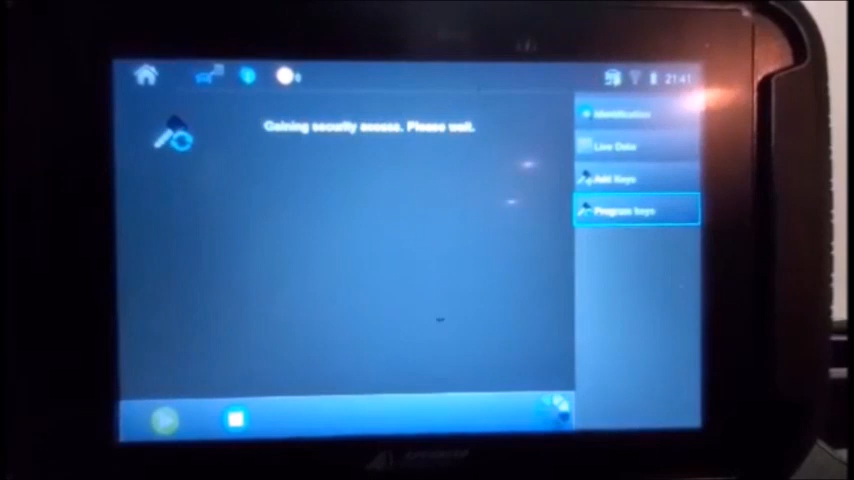 21:41
Gaining security access. Please wait.
Identification
Live Data
Add Keys
Program keys